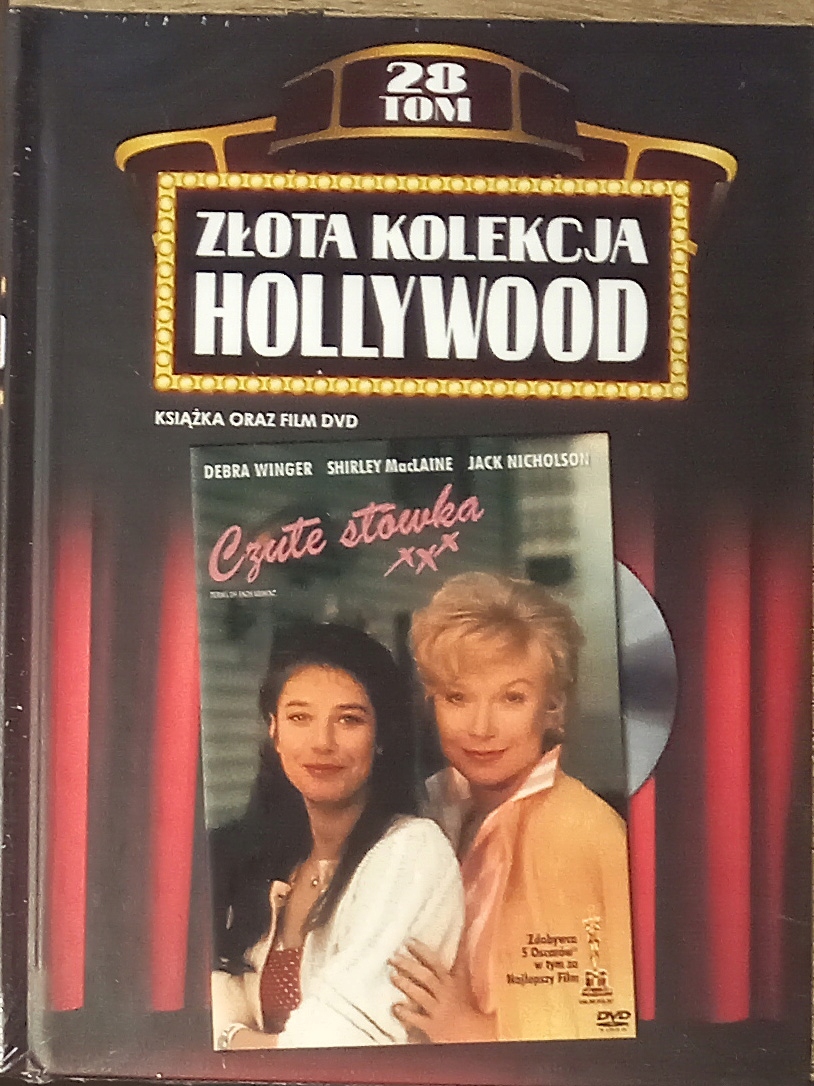 28
TOM
ZŁOTA KOLEKCJA
HOLLYWOOD
KSIĄŻKA ORAZ FILM DVD
DEBRA WINGER SHIRLEY MacLAINE JACK NICHOLSON
Czułe słówka
xxx
Zdobywca
5 Oscarów
w tym za
Najlepszy Film
DVD